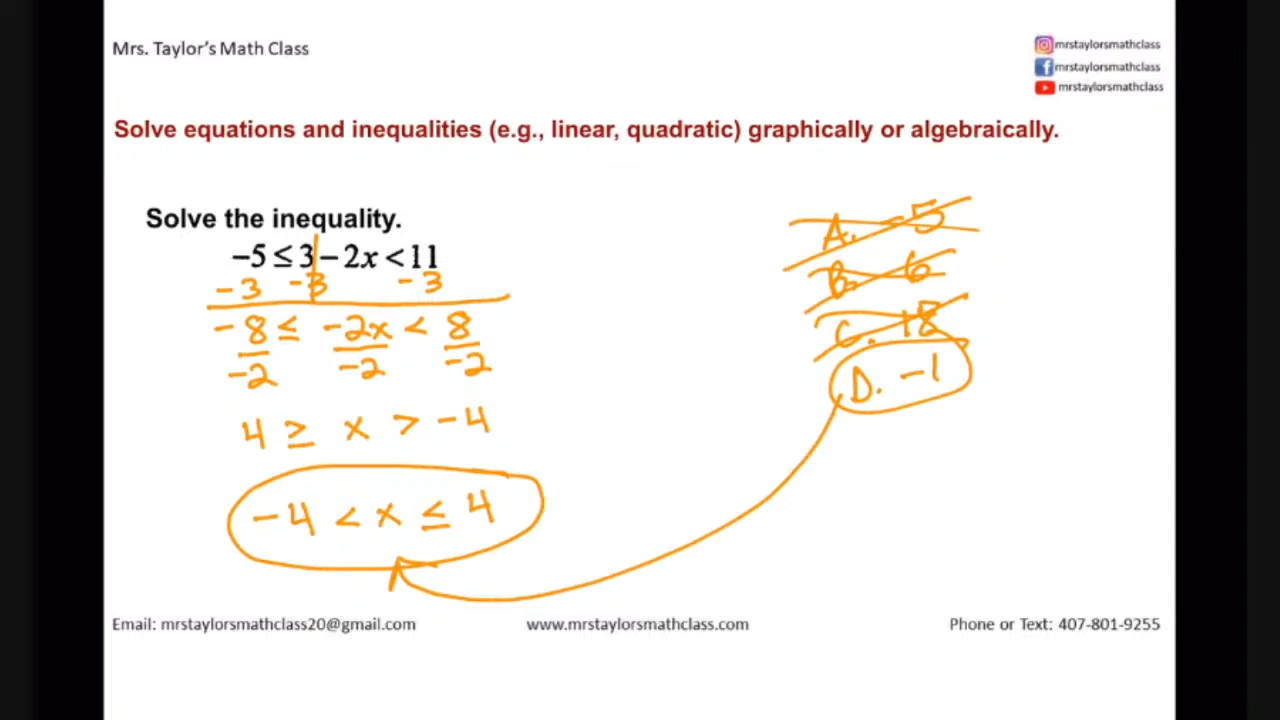 Mrs. Taylor's Math Class
mrstaylorsmathclass
mrstaylorsmathclass
mrstaylorsmathclass
Solve equations and inequalities (e.g., linear, quadratic) graphically or algebraically.
Solve the inequality.
−5 ≤ 3 − 2x < 11
−3 −3 −3
−8 ≤ −2x < 8
−2 −2 −2
4 ≥ x > −4
−4 < x ≤ 4
A. −5
B. 6
C. 18
D. −1
Email: mrstaylorsmathclass20@gmail.com
www.mrstaylorsmathclass.com
Phone or Text: 407-801-9255